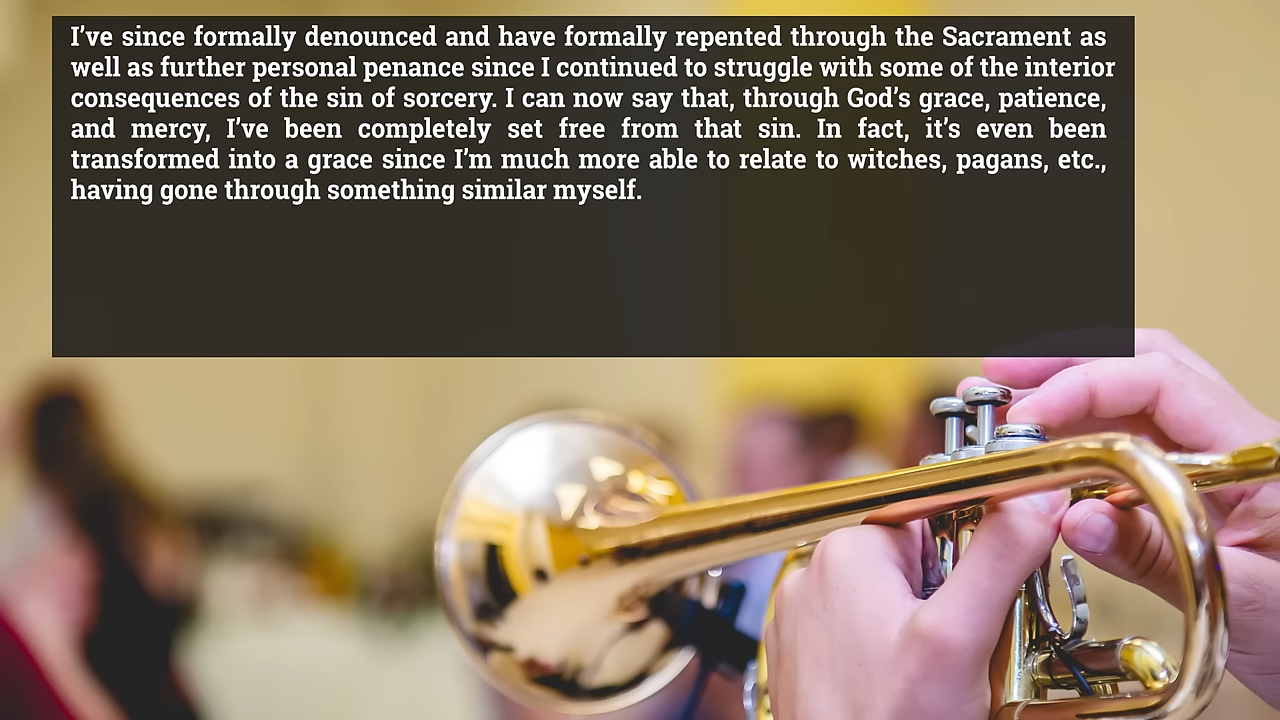 I’ve since formally denounced and have formally repented through the Sacrament as
well as further personal penance since I continued to struggle with some of the interior
consequences of the sin of sorcery. I can now say that, through God’s grace, patience,
and mercy, I’ve been completely set free from that sin. In fact, it’s even been
transformed into a grace since I’m much more able to relate to witches, pagans, etc.,
having gone through something similar myself.